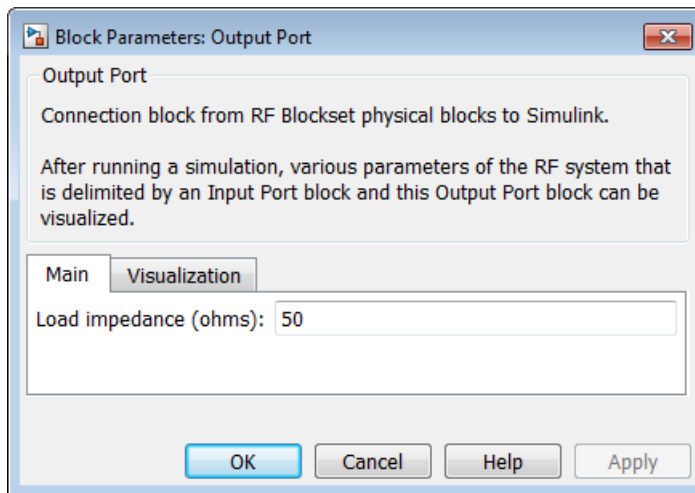 Block Parameters: Output Port
Output Port
Connection block from RF Blockset physical blocks to Simulink.
After running a simulation, various parameters of the RF system that
is delimited by an Input Port block and this Output Port block can be
visualized.
Main Visualization
Load impedance (ohms): 50
OK Cancel Help Apply